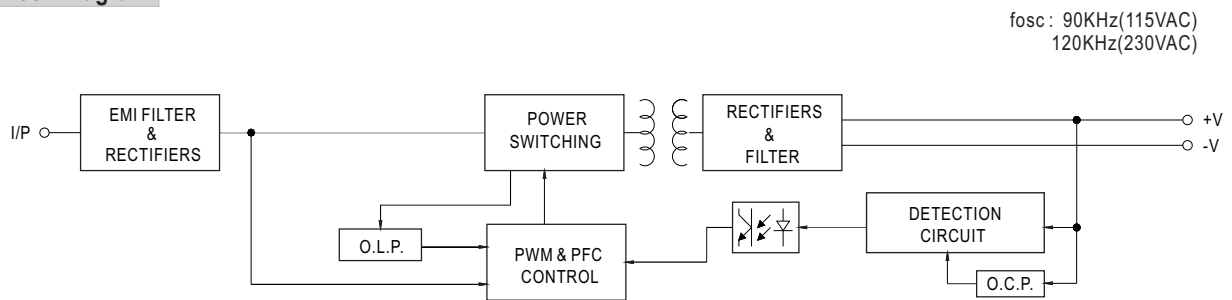 fosc : 90KHz(115VAC)
120KHz(230VAC)
I/P
EMI FILTER
&
RECTIFIERS
POWER
SWITCHING
RECTIFIERS
&
FILTER
+V
-V
O.L.P.
PWM & PFC
CONTROL
DETECTION
CIRCUIT
O.C.P.